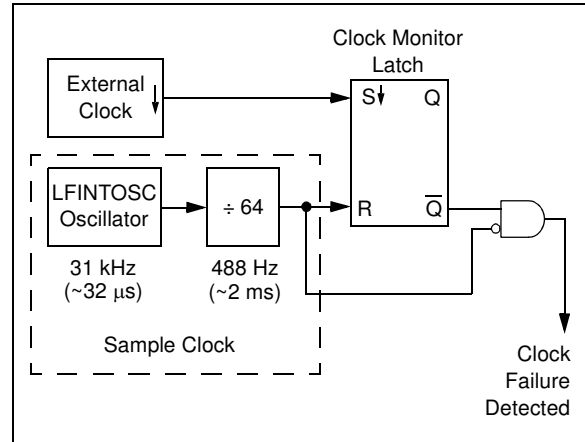 Clock Monitor
Latch
External
Clock
S
Q
LFINTOSC
Oscillator
÷ 64
R
Q̅
31 kHz
(~32 μs)
488 Hz
(~2 ms)
Sample Clock
Clock
Failure
Detected